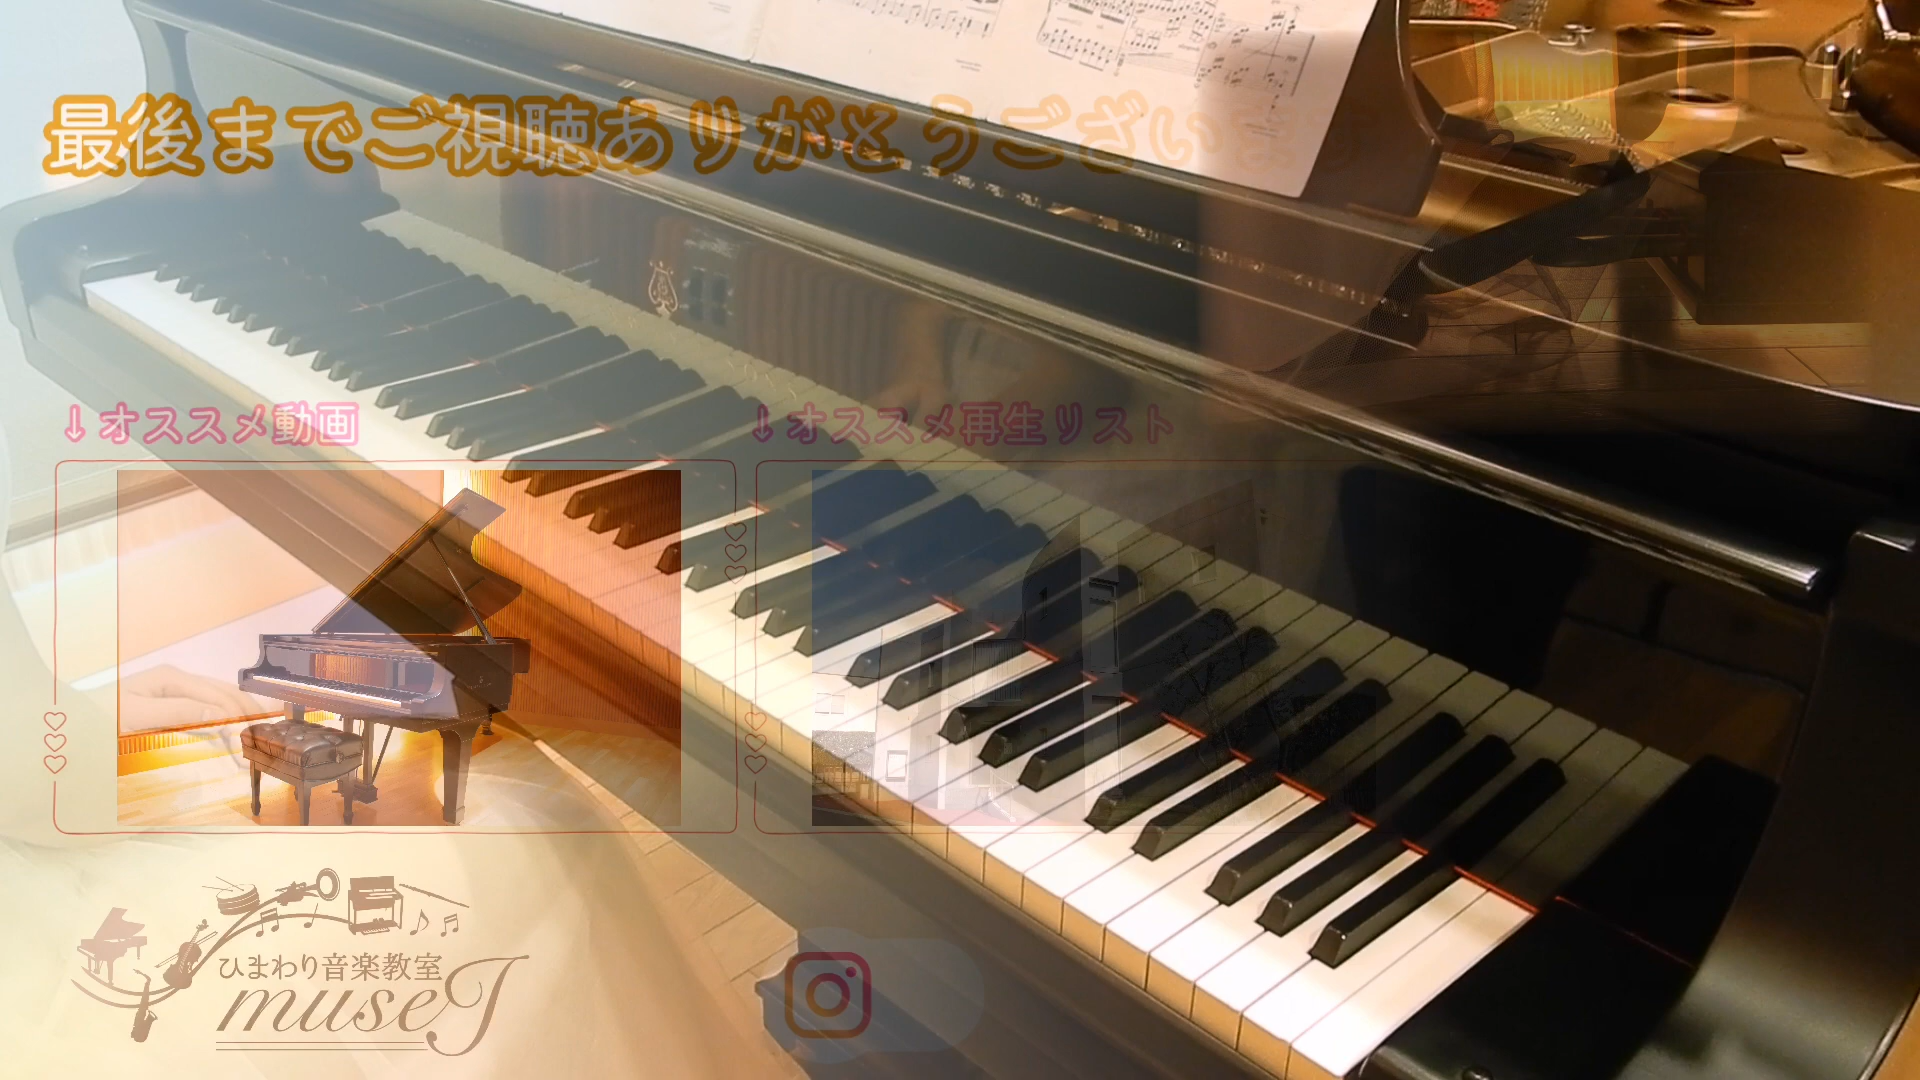 最後までご視聴ありがとうございます
↓オススメ動画
↓オススメ再生リスト
ひまわり音楽教室
museJ